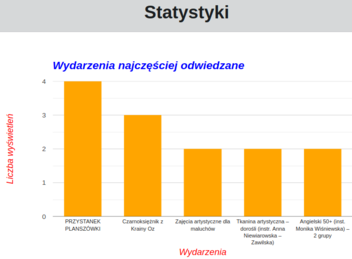 Statystyki
Wydarzenia najczęściej odwiedzane
Liczba wyświetleń
4
3
2
1
0
PRZYSTANEK
PLANSZÓWKI
Czarnoksiężnik z
Krainy Oz
Zajęcia artystyczne dla
maluchów
Tkanina artystyczna –
dorośli (instr. Anna
Niewiarowska –
Zawilska)
Angielski 50+ (inst.
Monika Wiśniewska) –
2 grupy
Wydarzenia